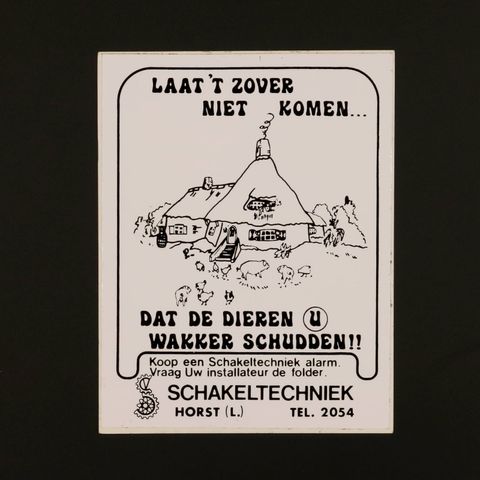 LAAT 'T ZOVER
NIET KOMEN...
DAT DE DIEREN U
WAKKER SCHUDDEN!!
Koop een Schakeltechniek alarm.
Vraag Uw installateur de folder.
SCHAKELTECHNIEK
HORST (L.) TEL. 2054